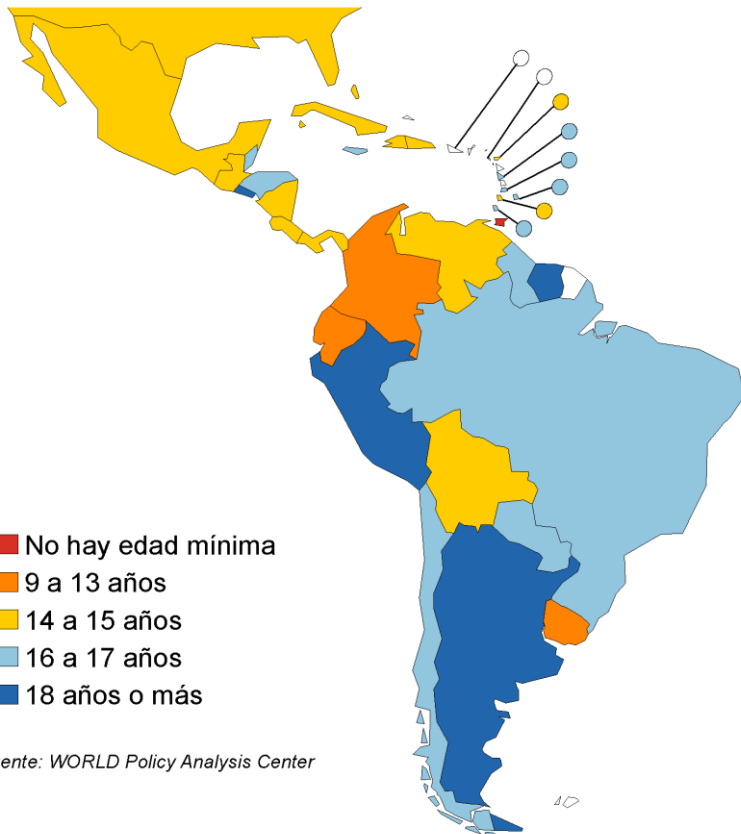 No hay edad mínima
9 a 13 años
14 a 15 años
16 a 17 años
18 años o más
ente: WORLD Policy Analysis Center